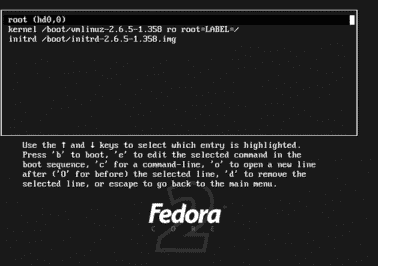 root (hd0,0)
kernel /boot/vmlinuz-2.6.5-1.358 ro root=LABEL=/
initrd /boot/initrd-2.6.5-1.358.img
Use the ↑ and ↓ keys to select which entry is highlighted.
Press 'b' to boot, 'e' to edit the selected command in the
boot sequence, 'c' for a command-line, 'o' to open a new line
after ('O' for before) the selected line, 'd' to remove the
selected line, or escape to go back to the main menu.
Fedora
CORE
2